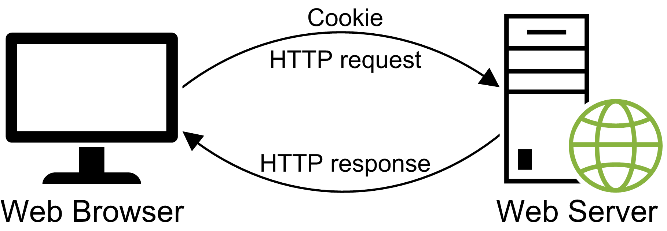 Cookie
HTTP request
HTTP response
Web Browser
Web Server